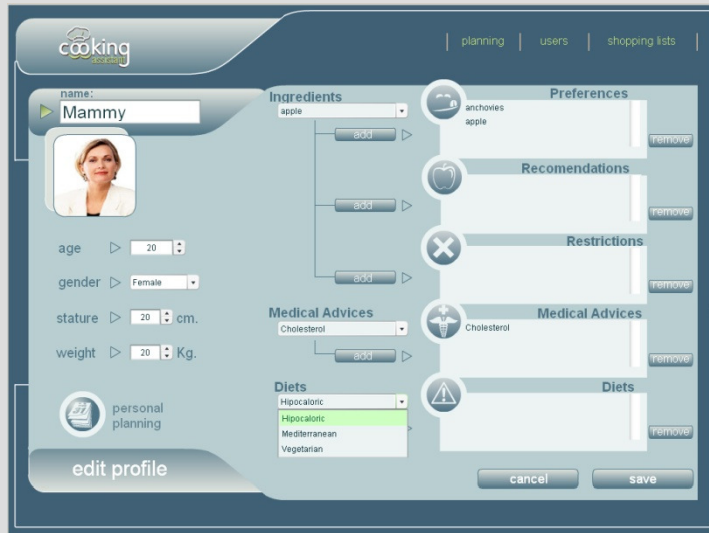 cooking
assistant
planning
users
shopping lists
name:
Mammy
age
20
gender
Female
stature
20
cm.
weight
20
Kg.
personal
planning
edit profile
Ingredients
apple
add
add
add
Medical Advices
Cholesterol
add
Diets
Hipocaloric
Hipocaloric
Mediterranean
Vegetarian
Preferences
anchovies
apple
remove
Recomendations
remove
Restrictions
remove
Medical Advices
Cholesterol
remove
Diets
remove
cancel
save